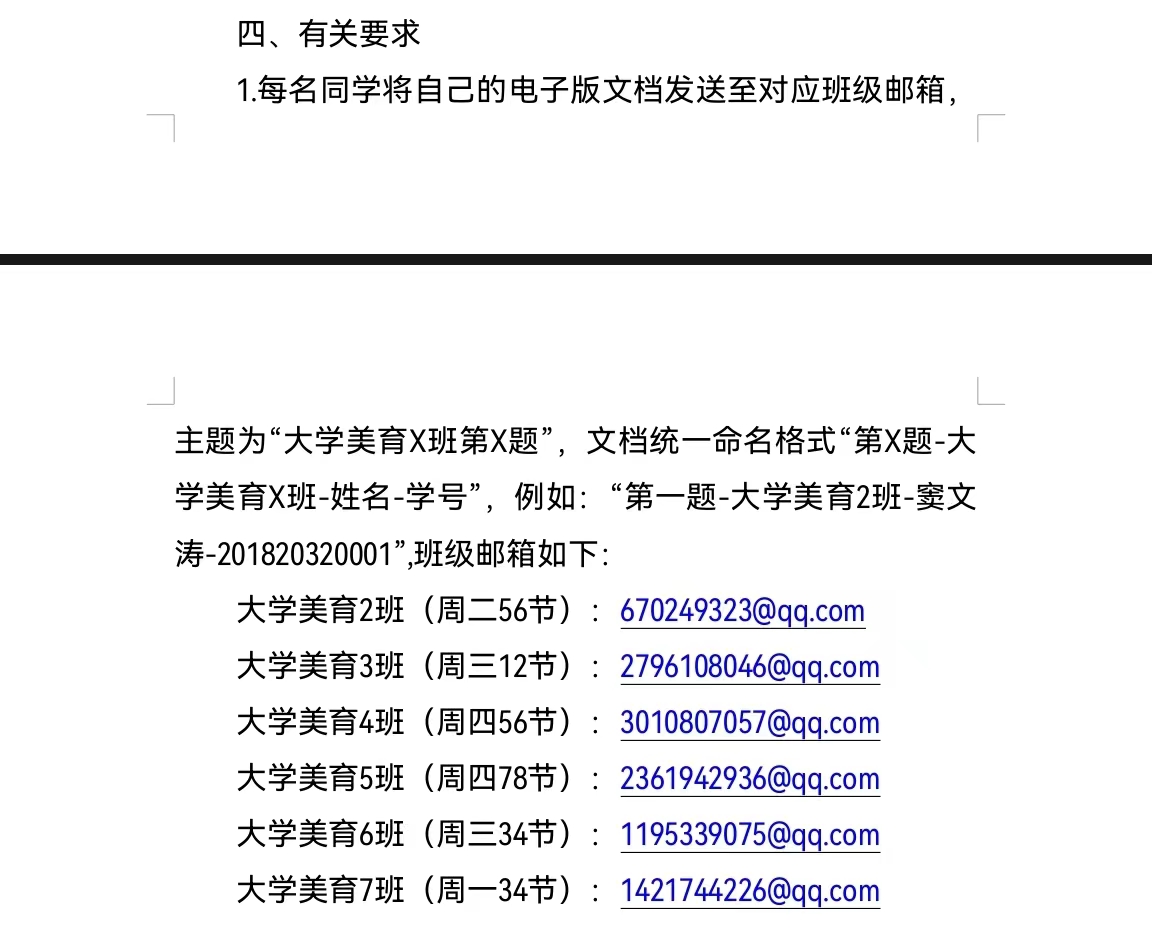 四、有关要求
1.每名同学将自己的电子版文档发送至对应班级邮箱，
主题为“大学美育X班第X题”，文档统一命名格式“第X题-大
学美育X班-姓名-学号”，例如：“第一题-大学美育2班-窦文
涛-201820320001”,班级邮箱如下：
大学美育2班（周二56节）：670249323@qq.com
大学美育3班（周三12节）：2796108046@qq.com
大学美育4班（周四56节）：3010807057@qq.com
大学美育5班（周四78节）：2361942936@qq.com
大学美育6班（周三34节）：1195339075@qq.com
大学美育7班（周一34节）：1421744226@qq.com